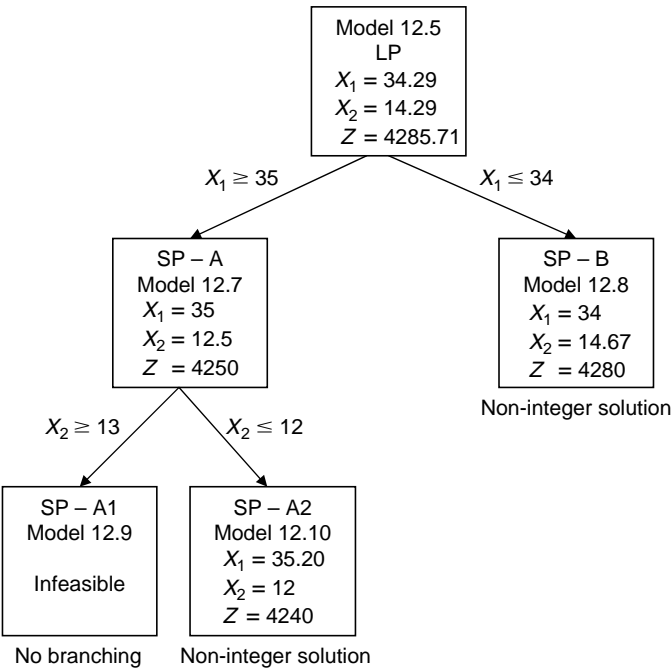 Model 12.5
LP
X₁ = 34.29
X₂ = 14.29
Z = 4285.71
X₁ ≥ 35
X₁ ≤ 34
SP – A
Model 12.7
X₁ = 35
X₂ = 12.5
Z = 4250
SP – B
Model 12.8
X₁ = 34
X₂ = 14.67
Z = 4280
Non-integer solution
X₂ ≥ 13
X₂ ≤ 12
SP – A1
Model 12.9
Infeasible
No branching
SP – A2
Model 12.10
X₁ = 35.20
X₂ = 12
Z = 4240
Non-integer solution